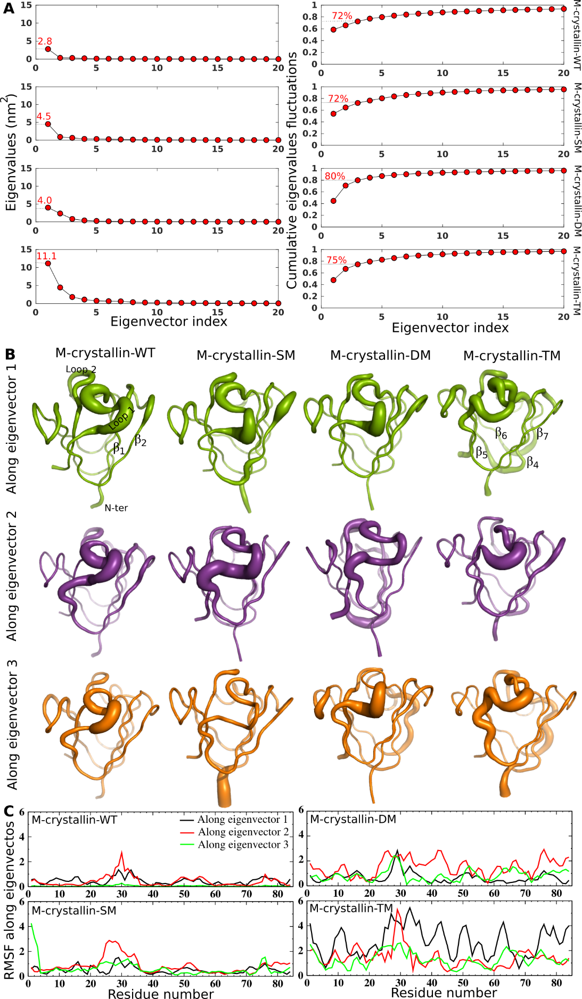 A
Eigenvalues (nm2)
15
10
5
0
2.8
0 5 10 15 20
15
10
5
0
4.5
0 5 10 15 20
15
10
5
0
4.0
0 5 10 15 20
15
10
5
0
11.1
0 5 10 15 20
Eigenvector index
Cumulative eigenvalues fluctuations
1
0.8
0.6
0.4
0.2
0
72%
0 5 10 15 20
M-crystallin-WT
1
0.8
0.6
0.4
0.2
0
72%
0 5 10 15 20
M-crystallin-SM
1
0.8
0.6
0.4
0.2
0
80%
0 5 10 15 20
M-crystallin-DM
1
0.8
0.6
0.4
0.2
0
75%
0 5 10 15 20
M-crystallin-TM
Eigenvector index
B
M-crystallin-WT
M-crystallin-SM
M-crystallin-DM
M-crystallin-TM
Along eigenvector 1
Loop 2
Loop 1
β1
β2
N-ter
β6
β7
β5
β4
Along eigenvector 2
Along eigenvector 3
C
RMSF along eigenvectos
6
4
2
0
M-crystallin-WT
Along eigenvector 1
Along eigenvector 2
Along eigenvector 3
0 10 20 30 40 50 60 70 80
6
4
2
0
M-crystallin-DM
0 10 20 30 40 50 60 70 80
6
4
2
0
M-crystallin-SM
0 10 20 30 40 50 60 70 80
Residue number
6
4
2
0
M-crystallin-TM
0 10 20 30 40 50 60 70 80
Residue number